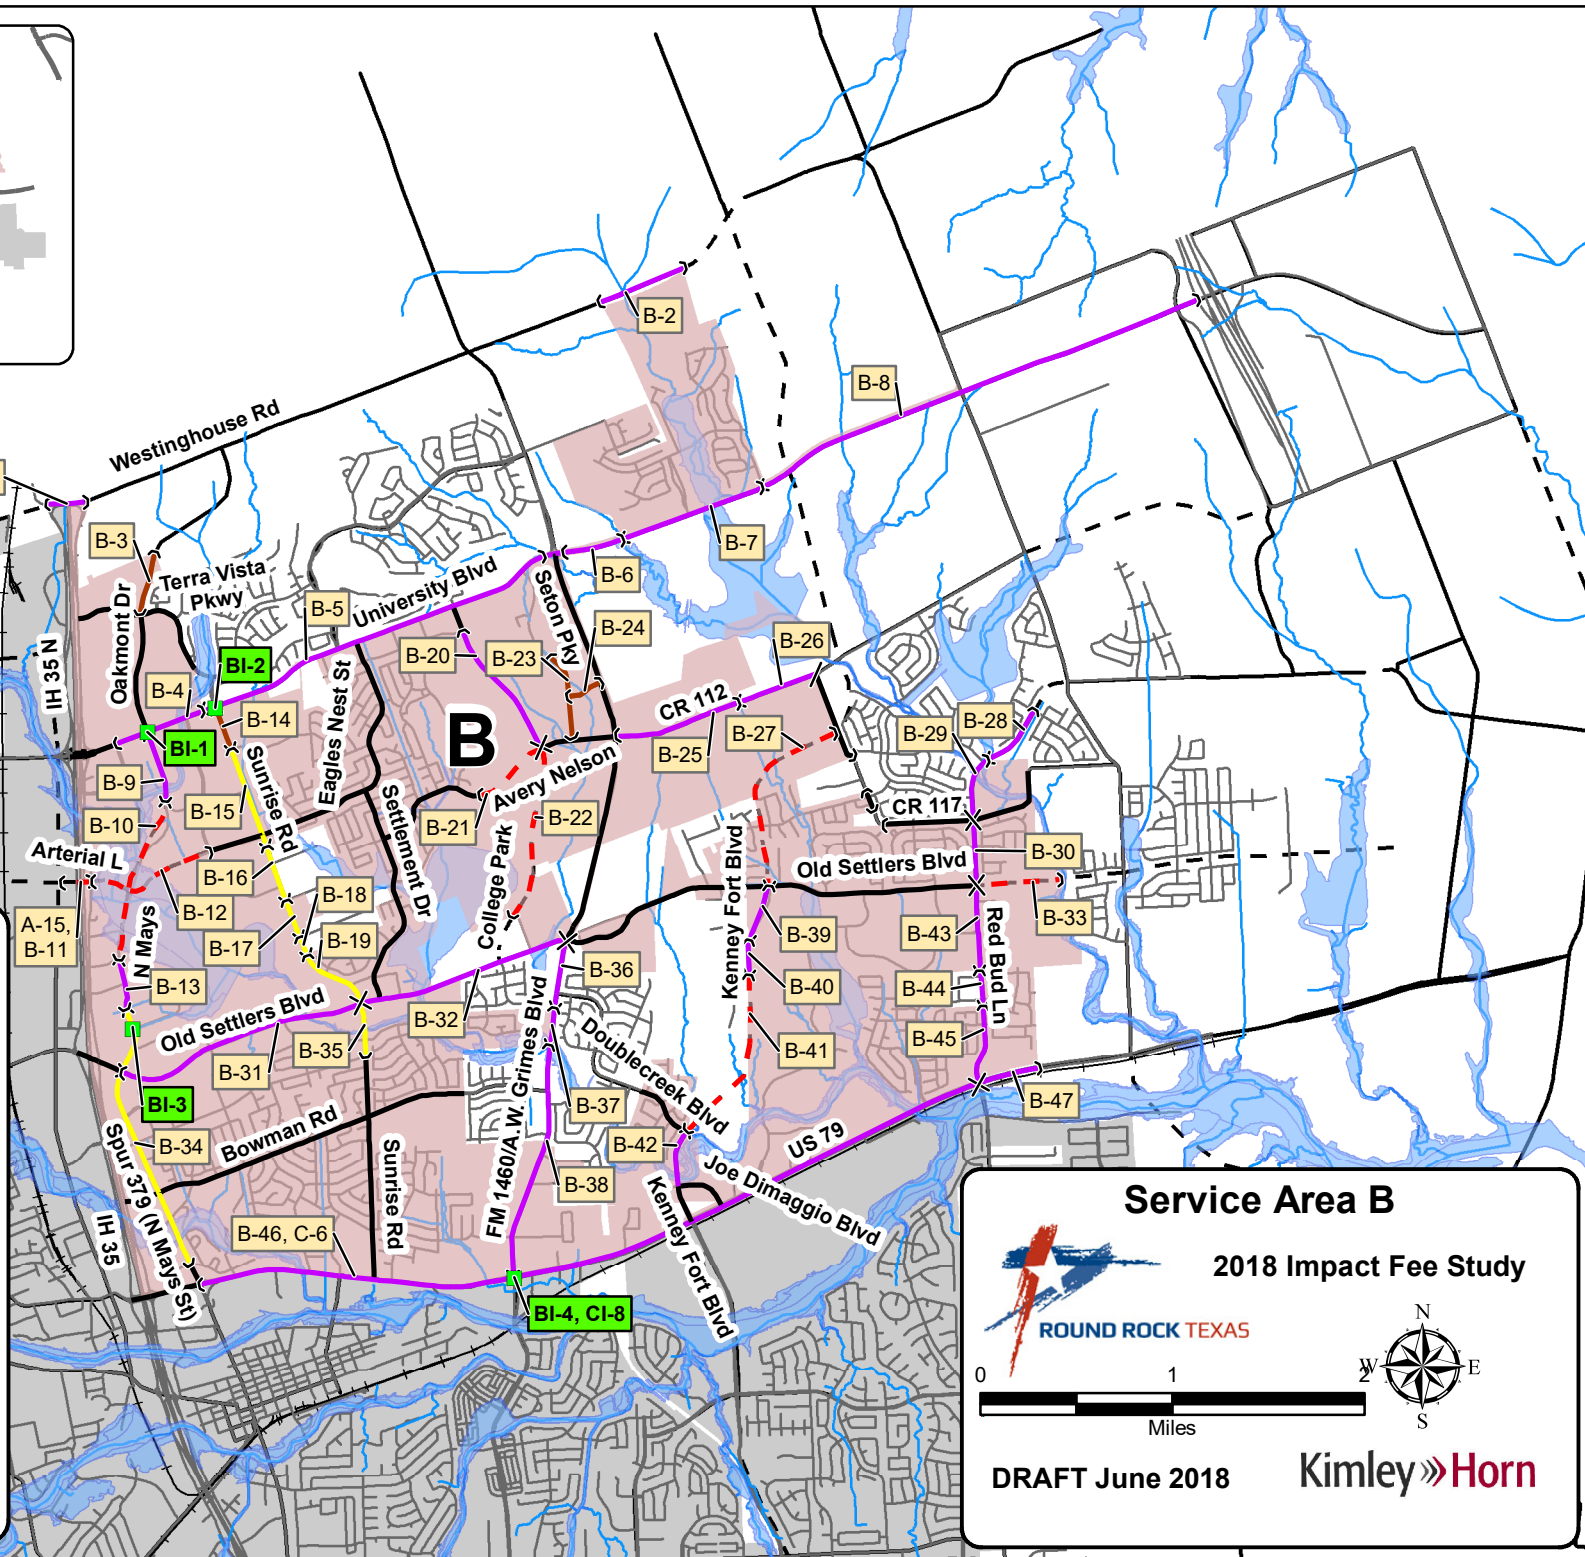 B-2
B-8
Westinghouse Rd
B-3
B-7
Terra Vista
Pkwy
B-6
University Blvd
B-5
Seton Pky
B-24
Oakmont Dr
B-26
B-20
B-23
IH 35 N
BI-2
B-4
Eagles Nest St
CR 112
B-14
B
B-28
B-29
B-27
BI-1
B-25
Sunrise Rd
Avery Nelson
B-9
CR 117
B-15
Settlement Dr
B-22
B-10
B-21
Arterial L
College Park
Kenney Fort Blvd
Old Settlers Blvd
B-30
B-16
B-18
B-12
B-33
A-15,
B-11
N Mays
B-17
B-19
B-39
B-43
Red Bud Ln
B-36
B-13
B-40
B-44
Old Settlers Blvd
B-32
B-35
B-45
FM 1460/A.W. Grimes Blvd
Doublecreek Blvd
B-41
B-31
BI-3
B-37
B-47
Bowman Rd
B-34
B-42
US 79
Spur 379 (N Mays St)
Sunrise Rd
B-38
Joe Dimaggio Blvd
IH 35
B-46, C-6
Kenney Fort Blvd
BI-4, CI-8
Service Area B
2018 Impact Fee Study
ROUND ROCK TEXAS
N
W
E
S
0
1
2
Miles
DRAFT June 2018
Kimley»Horn